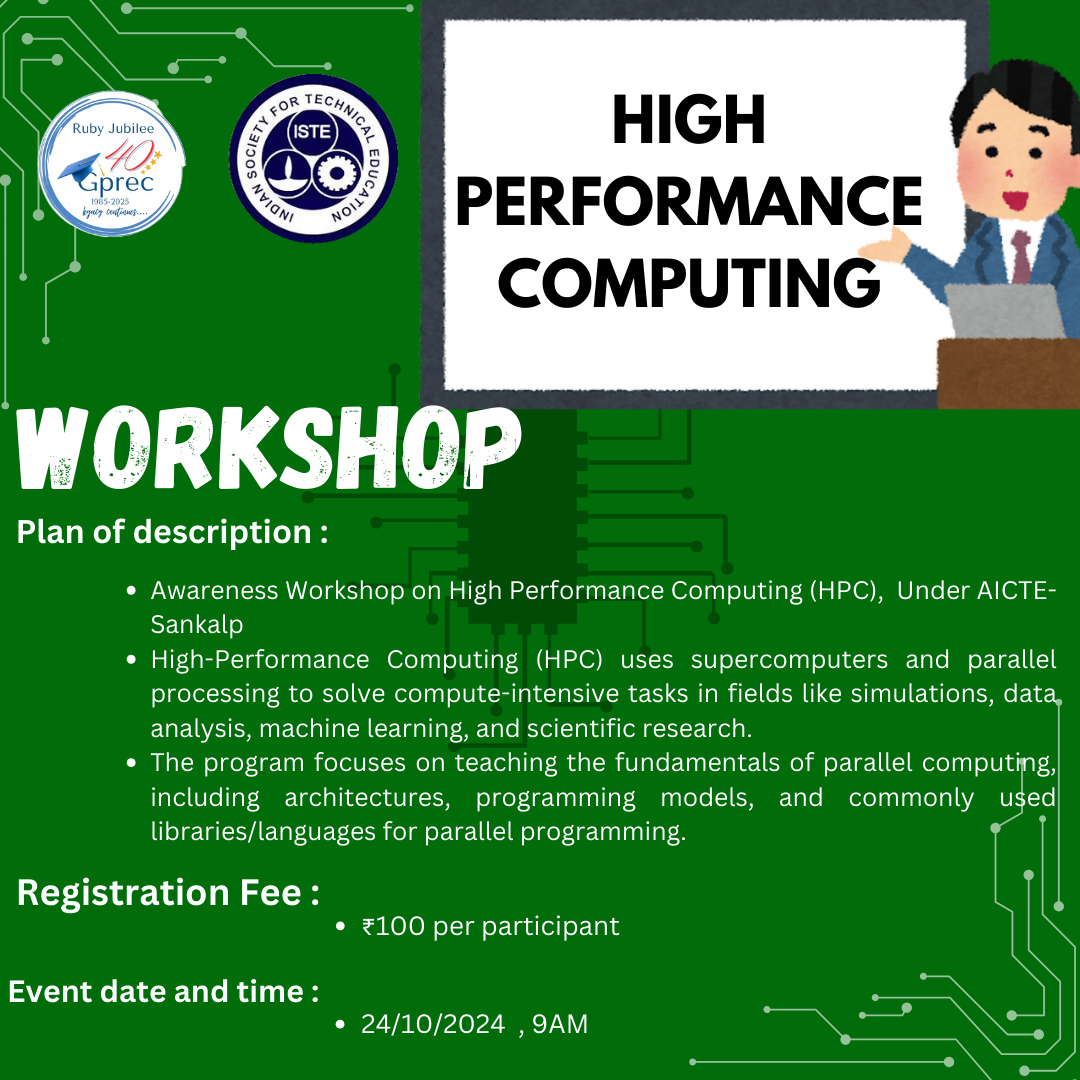 Ruby Jubilee
40
Gprec
1985-2025
legacy continues....
INDIAN SOCIETY FOR TECHNICAL EDUCATION
ISTE
HIGH
PERFORMANCE
COMPUTING
WORKSHOP
Plan of description :
• Awareness Workshop on High Performance Computing (HPC), Under AICTE-
Sankalp
• High-Performance Computing (HPC) uses supercomputers and parallel
processing to solve compute-intensive tasks in fields like simulations, data
analysis, machine learning, and scientific research.
• The program focuses on teaching the fundamentals of parallel computing,
including architectures, programming models, and commonly used
libraries/languages for parallel programming.
Registration Fee :
• ₹100 per participant
Event date and time :
• 24/10/2024 , 9AM